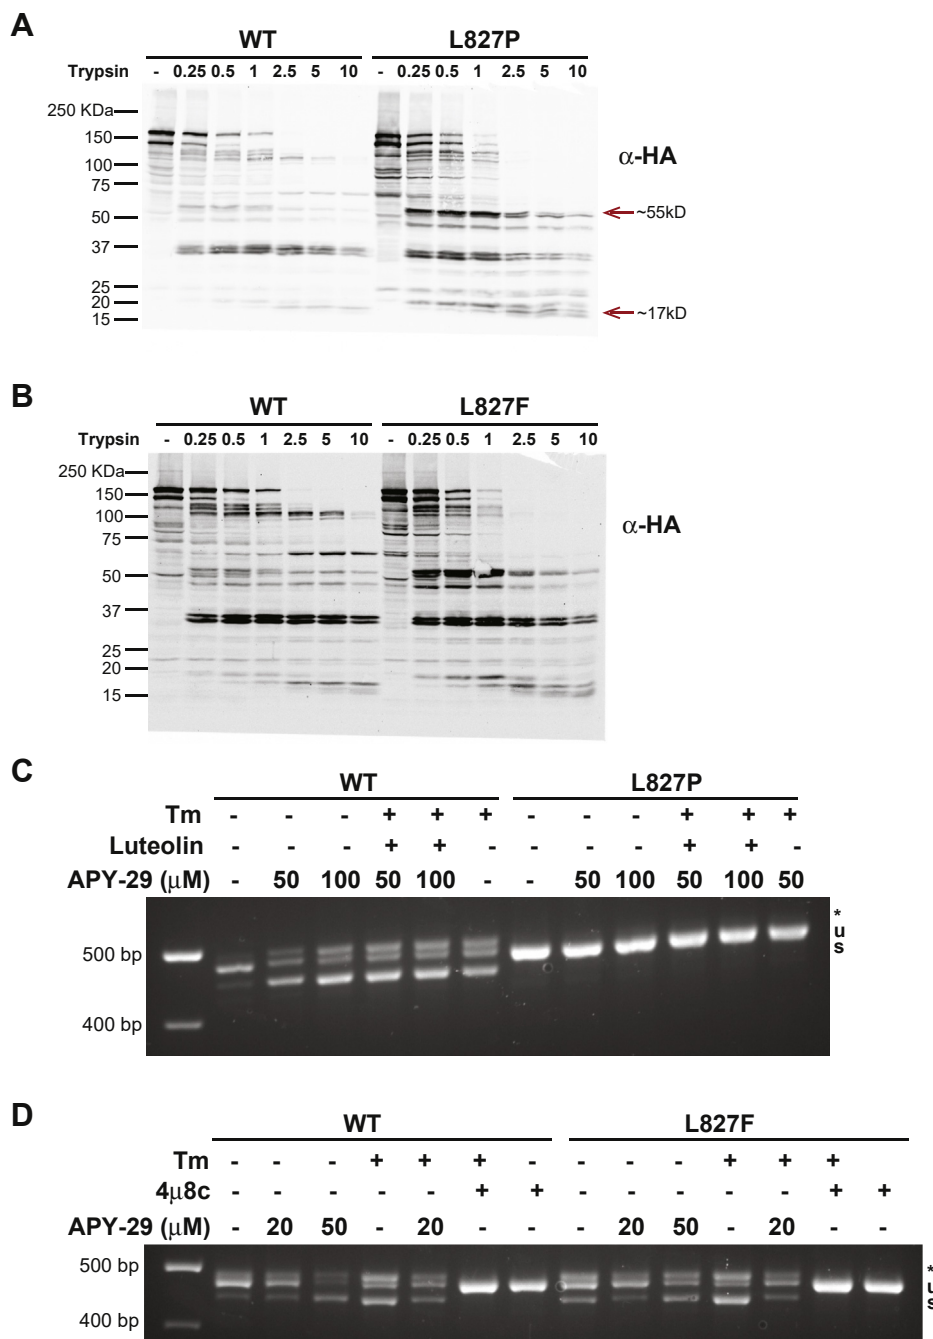 A
WT L827P
Trypsin - 0.25 0.5 1 2.5 5 10 - 0.25 0.5 1 2.5 5 10
250 KDa
150
100
75
50
37
25
20
15
α-HA
~55kD
~17kD
B
WT L827F
Trypsin - 0.25 0.5 1 2.5 5 10 - 0.25 0.5 1 2.5 5 10
250 KDa
150
100
75
50
37
25
20
15
α-HA
C
WT L827P
Tm - - - + + + - - - + + +
Luteolin - - - + + - - - - + + -
APY-29 (μM) - 50 100 50 100 - - 50 100 50 100 50
*
u
s
500 bp
400 bp
D
WT L827F
Tm - - - + + + - - - - + + +
4μ8c - - - - - + + - - - - - + +
APY-29 (μM) - 20 50 - 20 - - - 20 50 - 20 - -
500 bp
400 bp
*
u
s